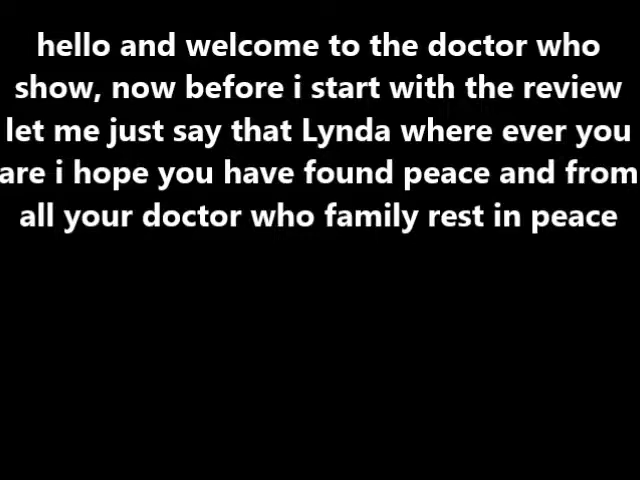 hello and welcome to the doctor who
show, now before i start with the review
let me just say that Lynda where ever you
are i hope you have found peace and from
all your doctor who family rest in peace